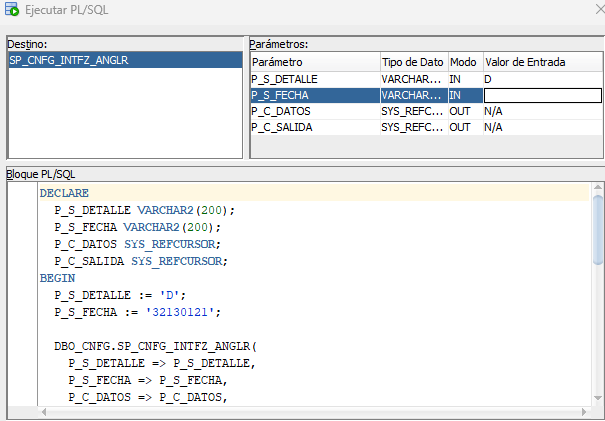 Ejecutar PL/SQL
Destino:
SP_CNFG_INTFZ_ANGLR
Parámetros:
Parámetro Tipo de Dato Modo Valor de Entrada
P_S_DETALLE VARCHAR... IN D
P_S_FECHA VARCHAR... IN
P_C_DATOS SYS_REFC... OUT N/A
P_C_SALIDA SYS_REFC... OUT N/A
Bloque PL/SQL
DECLARE
P_S_DETALLE VARCHAR2(200);
P_S_FECHA VARCHAR2(200);
P_C_DATOS SYS_REFCURSOR;
P_C_SALIDA SYS_REFCURSOR;
BEGIN
P_S_DETALLE := 'D';
P_S_FECHA := '32130121';
DBO_CNFG.SP_CNFG_INTFZ_ANGLR(
P_S_DETALLE => P_S_DETALLE,
P_S_FECHA => P_S_FECHA,
P_C_DATOS => P_C_DATOS,